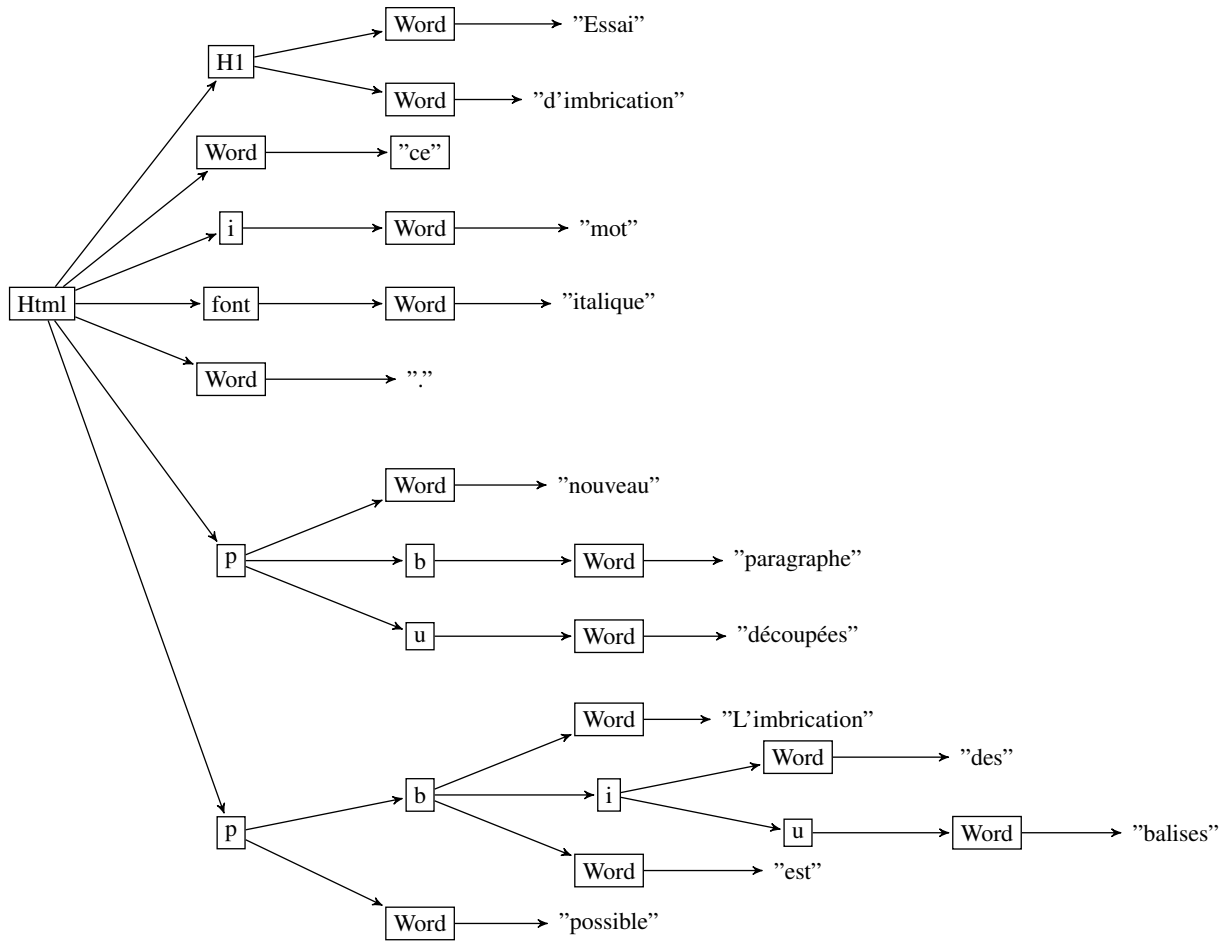 Word ”Essai”
H1
Word ”d’imbrication”
Word ”ce”
i Word ”mot”
Html font Word ”italique”
Word ”.”
Word ”nouveau”
p b Word ”paragraphe”
u Word ”découpées”
Word ”L’imbrication”
Word ”des”
b i
p u Word ”balises”
Word ”est”
Word ”possible”